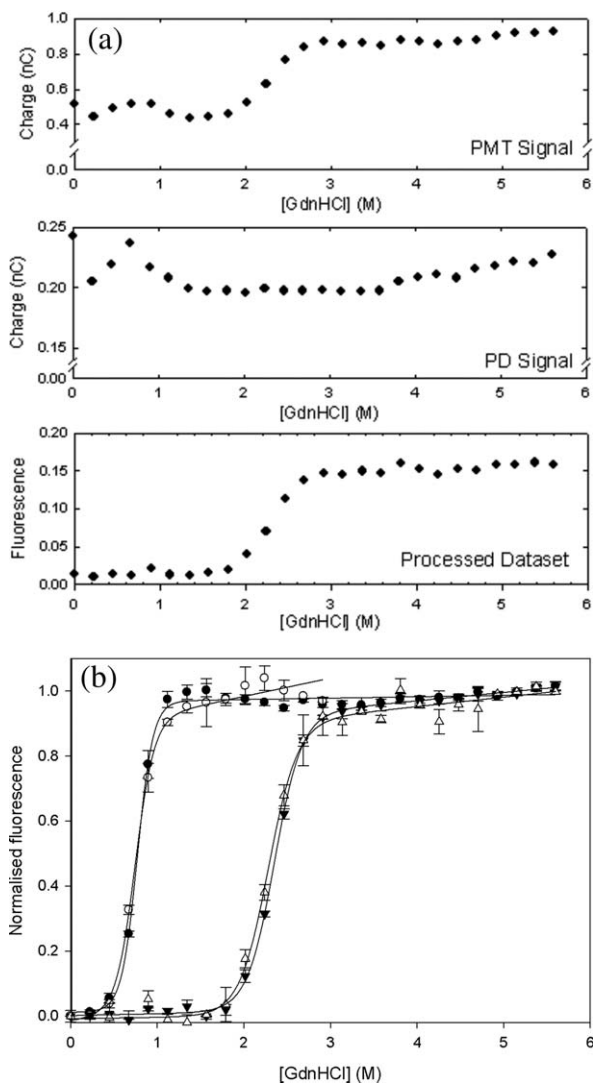 (a)
Charge (nC)
1.0
0.8
0.6
0.4
0.0
PMT Signal
0 1 2 3 4 5 6
[GdnHCl] (M)
Charge (nC)
0.25
0.20
0.15
0.00
PD Signal
0 1 2 3 4 5 6
[GdnHCl] (M)
Fluorescence
0.20
0.15
0.10
0.05
0.00
Processed Dataset
0 1 2 3 4 5 6
[GdnHCl] (M)
(b)
Normalised fluorescence
1.0
0.8
0.6
0.4
0.2
0.0
0 1 2 3 4 5 6
[GdnHCl] (M)